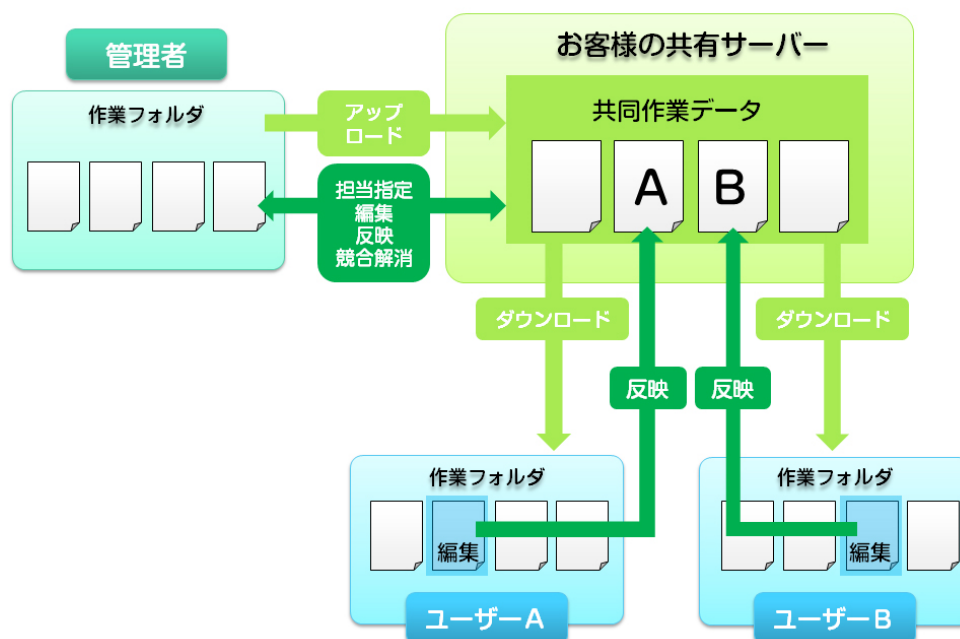 管理者
作業フォルダ
アップ
ロード
担当指定
編集
反映
競合解消
お客様の共有サーバー
共同作業データ
A
B
ダウンロード
ダウンロード
反映
反映
作業フォルダ
編集
ユーザーA
作業フォルダ
編集
ユーザーB